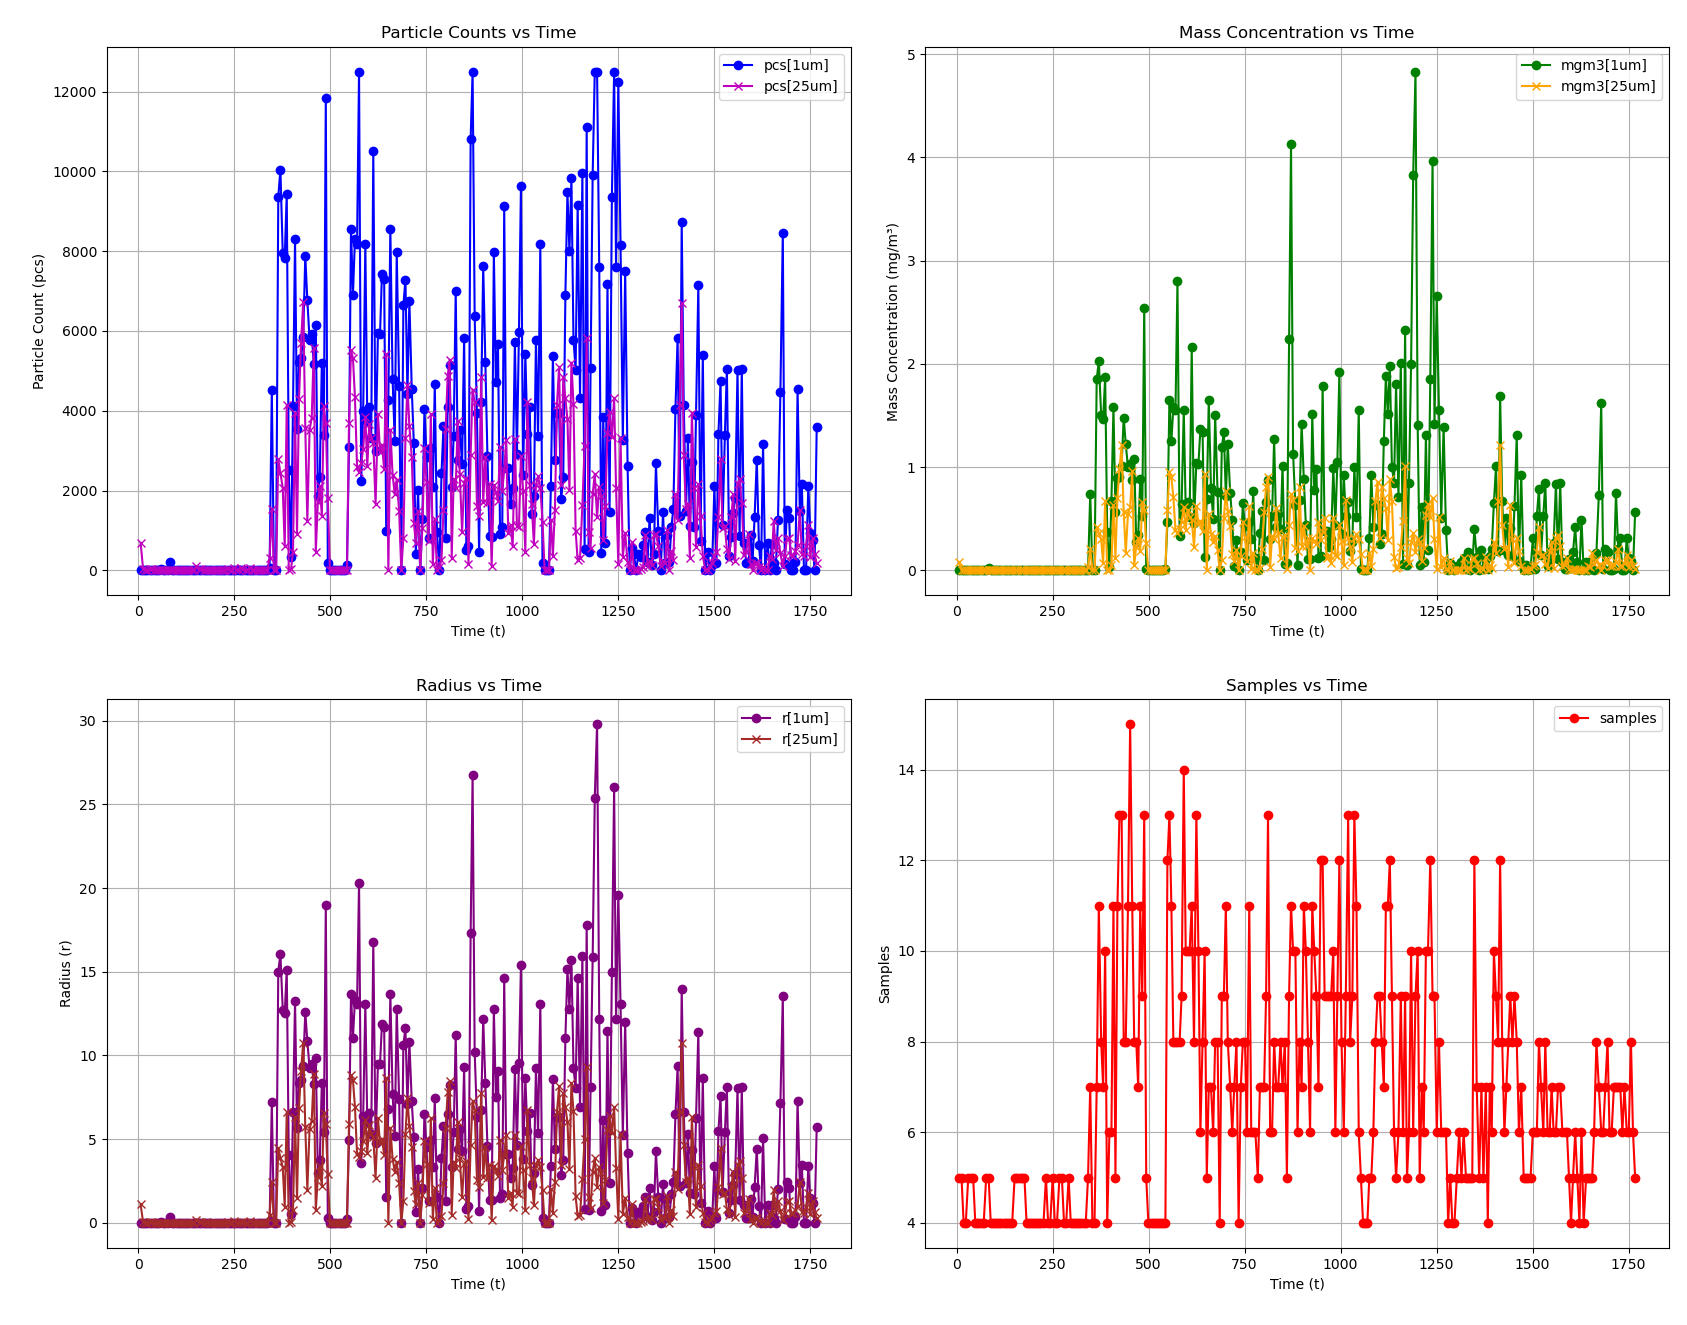 Particle Counts vs Time
pcs[1um]
pcs[25um]
Particle Count (pcs)
12000
10000
8000
6000
4000
2000
0
0 250 500 750 1000 1250 1500 1750
Time (t)
Mass Concentration vs Time
mgm3[1um]
mgm3[25um]
Mass Concentration (mg/m³)
5
4
3
2
1
0
0 250 500 750 1000 1250 1500 1750
Time (t)
Radius vs Time
r[1um]
r[25um]
Radius (r)
30
25
20
15
10
5
0
0 250 500 750 1000 1250 1500 1750
Time (t)
Samples vs Time
samples
Samples
14
12
10
8
6
4
0 250 500 750 1000 1250 1500 1750
Time (t)